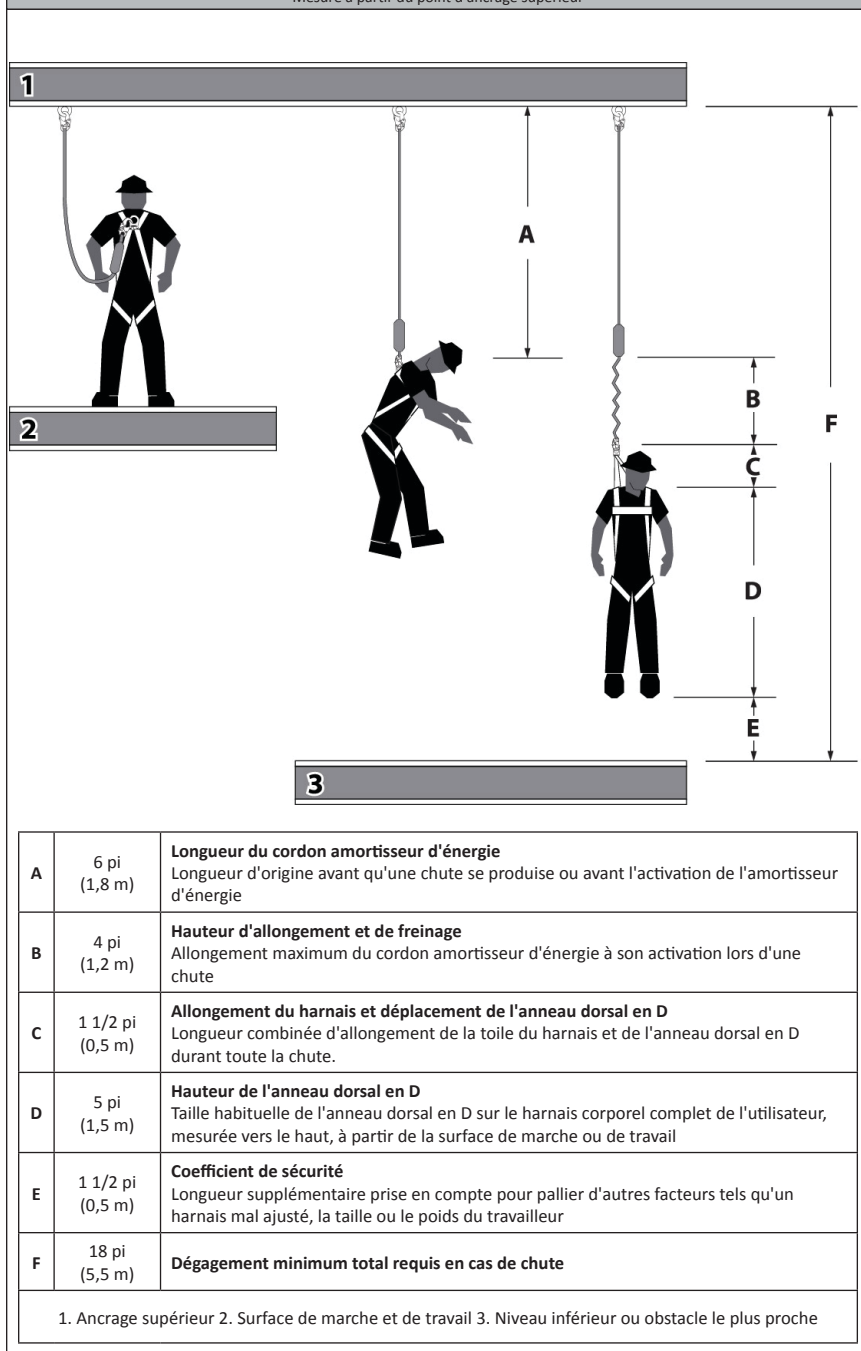 Mesuré à partir du point d'ancrage supérieur
1
A
B
2
F
C
D
E
3
A
6 pi
(1,8 m)
Longueur du cordon amortisseur d'énergie
Longueur d'origine avant qu'une chute se produise ou avant l'activation de l'amortisseur
d'énergie
B
4 pi
(1,2 m)
Hauteur d'allongement et de freinage
Allongement maximum du cordon amortisseur d'énergie à son activation lors d'une
chute
C
1 1/2 pi
(0,5 m)
Allongement du harnais et déplacement de l'anneau dorsal en D
Longueur combinée d'allongement de la toile du harnais et de l'anneau dorsal en D
durant toute la chute.
D
5 pi
(1,5 m)
Hauteur de l'anneau dorsal en D
Taille habituelle de l'anneau dorsal en D sur le harnais corporel complet de l'utilisateur,
mesurée vers le haut, à partir de la surface de marche ou de travail
E
1 1/2 pi
(0,5 m)
Coefficient de sécurité
Longueur supplémentaire prise en compte pour pallier d'autres facteurs tels qu'un
harnais mal ajusté, la taille ou le poids du travailleur
F
18 pi
(5,5 m)
Dégagement minimum total requis en cas de chute
1. Ancrage supérieur 2. Surface de marche et de travail 3. Niveau inférieur ou obstacle le plus proche